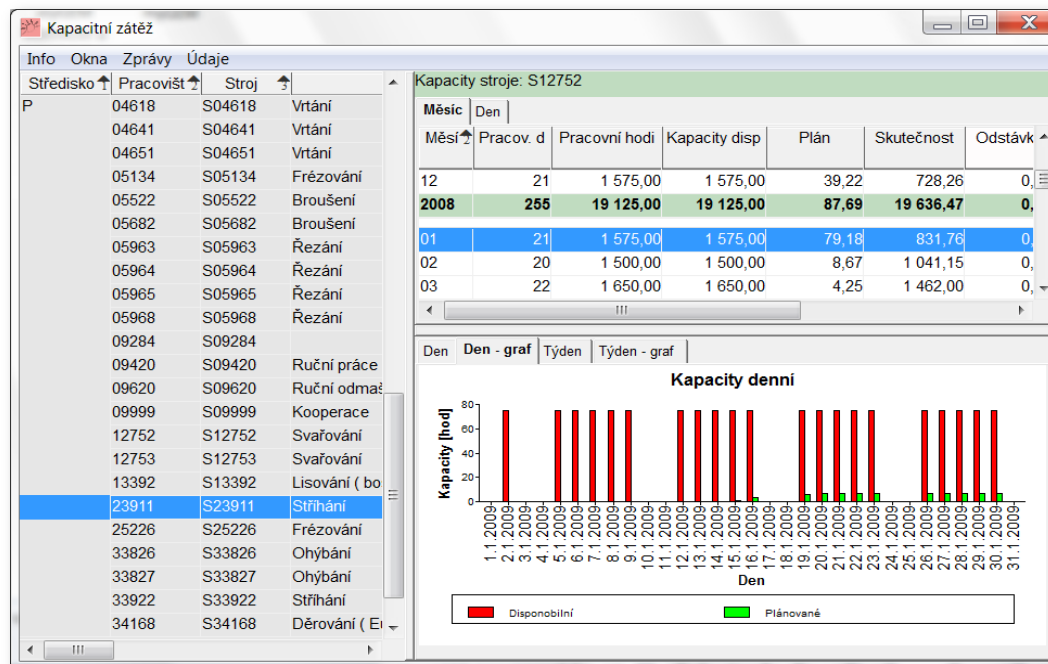 Kapacitní zátěž
Info Okna Zprávy Údaje
Středisko 1 Pracovišt 2 Stroj 3
P 04618 S04618 Vrtání
04641 S04641 Vrtání
04651 S04651 Vrtání
05134 S05134 Frézování
05522 S05522 Broušení
05682 S05682 Broušení
05963 S05963 Řezání
05964 S05964 Řezání
05965 S05965 Řezání
05968 S05968 Řezání
09284 S09284
09420 S09420 Ruční práce
09620 S09620 Ruční odmaš
09999 S09999 Kooperace
12752 S12752 Svařování
12753 S12753 Svařování
13392 S13392 Lisování ( bo
23911 S23911 Stříhání
25226 S25226 Frézování
33826 S33826 Ohýbání
33827 S33827 Ohýbání
33922 S33922 Stříhání
34168 S34168 Děrování ( Eu
Kapacity stroje: S12752
Měsíc Den
Měsí 2 Pracov. d Pracovní hodi Kapacity disp Plán Skutečnost Odstávk
12 21 1 575,00 1 575,00 39,22 728,26 0,
2008 255 19 125,00 19 125,00 87,69 19 636,47 0,
01 21 1 575,00 1 575,00 79,18 831,76 0,
02 20 1 500,00 1 500,00 8,67 1 041,15 0,
03 22 1 650,00 1 650,00 4,25 1 462,00 0,
Den Den - graf Týden Týden - graf
Kapacity denní
Kapacity [hod]
80
60
40
20
0
1.1.2009 2.1.2009 3.1.2009 4.1.2009 5.1.2009 6.1.2009 7.1.2009 8.1.2009 9.1.2009 10.1.2009 11.1.2009 12.1.2009 13.1.2009 14.1.2009 15.1.2009 16.1.2009 17.1.2009 18.1.2009 19.1.2009 20.1.2009 21.1.2009 22.1.2009 23.1.2009 24.1.2009 25.1.2009 26.1.2009 27.1.2009 28.1.2009 29.1.2009 30.1.2009 31.1.2009
Den
Disponobilní Plánované